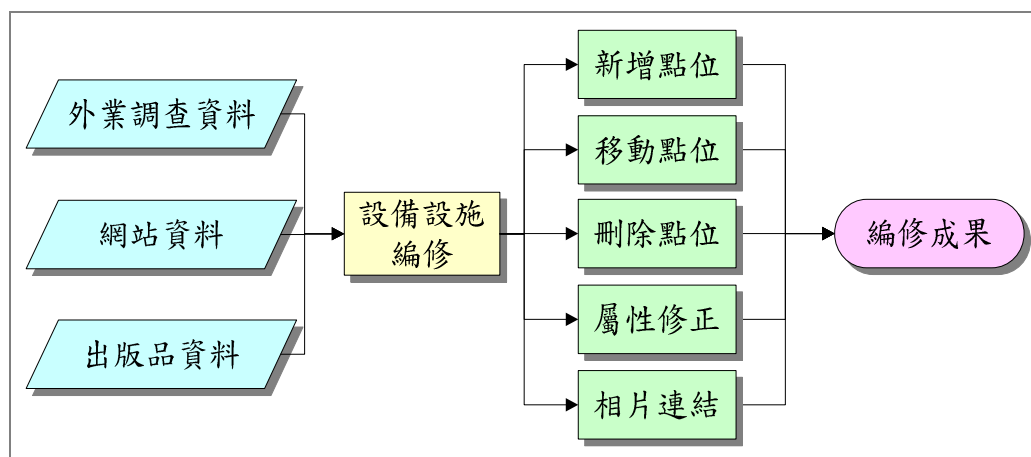 外業調查資料
網站資料
出版品資料
設備設施
編修
新增點位
移動點位
刪除點位
屬性修正
相片連結
編修成果